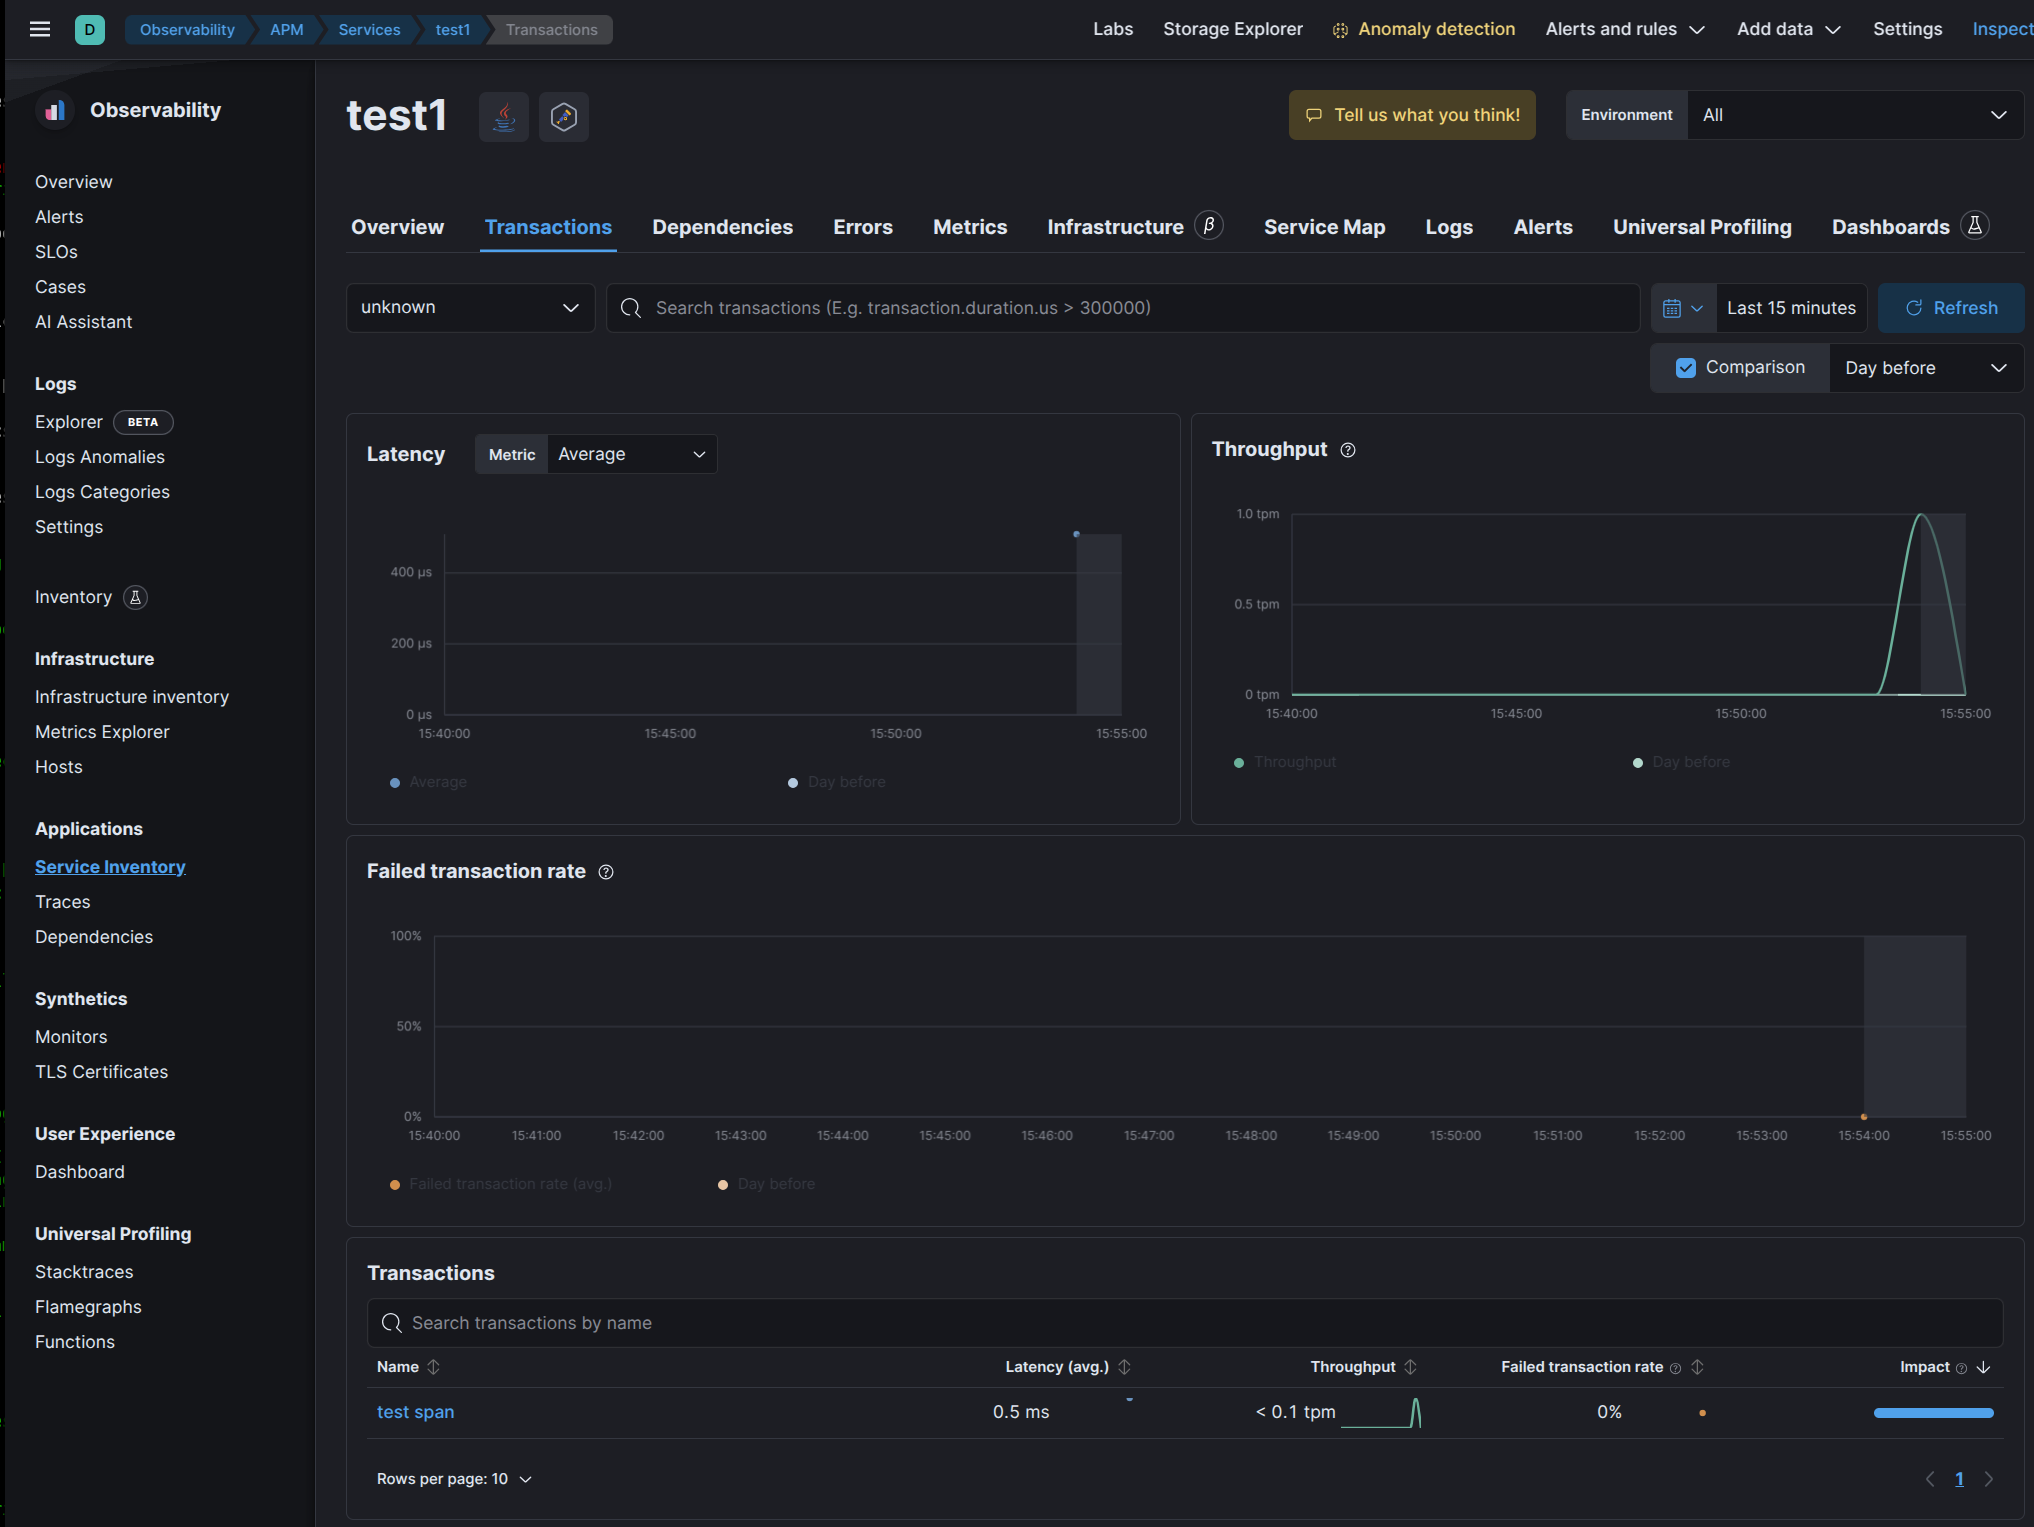 D
Observability
APM
Services
test1
Transactions
Labs
Storage Explorer
Anomaly detection
Alerts and rules
Add data
Settings
Inspect
Observability
Overview
Alerts
SLOs
Cases
AI Assistant
Logs
Explorer BETA
Logs Anomalies
Logs Categories
Settings
Inventory
Infrastructure
Infrastructure inventory
Metrics Explorer
Hosts
Applications
Service Inventory
Traces
Dependencies
Synthetics
Monitors
TLS Certificates
User Experience
Dashboard
Universal Profiling
Stacktraces
Flamegraphs
Functions
test1
Tell us what you think!
Environment All
Overview Transactions Dependencies Errors Metrics Infrastructure β Service Map Logs Alerts Universal Profiling Dashboards
unknown
Search transactions (E.g. transaction.duration.us > 300000)
Last 15 minutes
Refresh
Comparison
Day before
Latency
Metric Average
400 μs
200 μs
0 μs
15:40:00 15:45:00 15:50:00 15:55:00
Average Day before
Throughput
1.0 tpm
0.5 tpm
0 tpm
15:40:00 15:45:00 15:50:00 15:55:00
Throughput Day before
Failed transaction rate
100%
50%
0%
15:40:00 15:41:00 15:42:00 15:43:00 15:44:00 15:45:00 15:46:00 15:47:00 15:48:00 15:49:00 15:50:00 15:51:00 15:52:00 15:53:00 15:54:00 15:55:00
Failed transaction rate (avg.) Day before
Transactions
Search transactions by name
Name Latency (avg.) Throughput Failed transaction rate Impact
test span 0.5 ms < 0.1 tpm 0%
Rows per page: 10
1